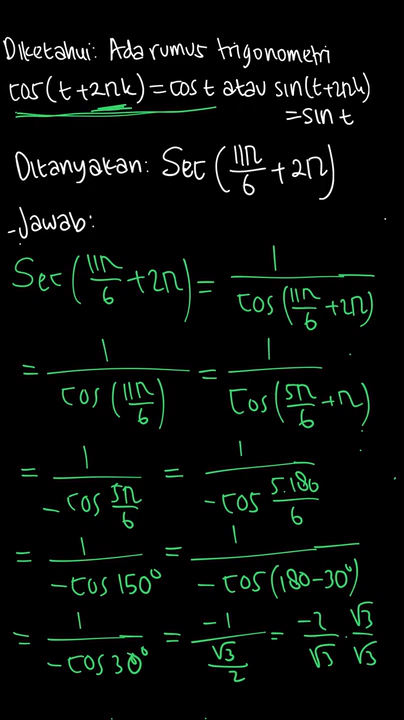 Diketahui: Ada rumus trigonometri
cos(t+2πk)=cos t atau sin(t+2πk)
=sin t
Ditanyakan: Sec(11π/6+2π)
-Jawab:
Sec(11π/6+2π)=1/cos(11π/6+2π)
=1/cos(11π/6)=1/cos(5π/6+π)
=1/-cos 5π/6=1/-cos 5.180/6
=1/-cos 150°=1/-cos(180-30°)
=1/-cos 30°=-1/(√3/2)=-2/√3.√3/√3